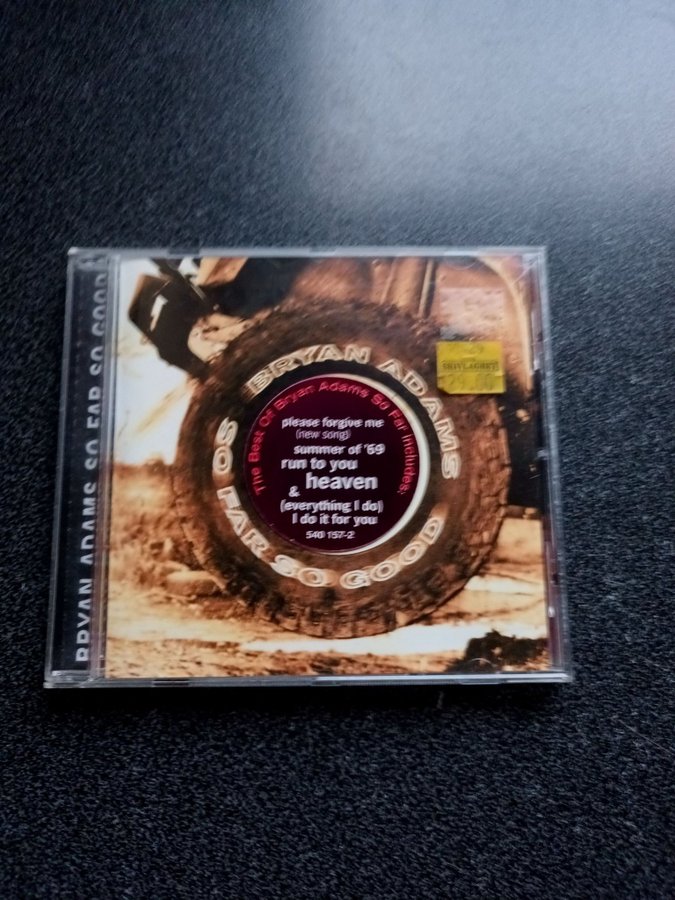 BRYAN ADAMS SO FAR SO GOOD
BRYAN ADAMS
SO FAR SO GOOD
The Best Of Bryan Adams So Far includes:
please forgive me
(new song)
summer of '69
run to you
heaven
&
(everything I do)
I do it for you
540 157-2